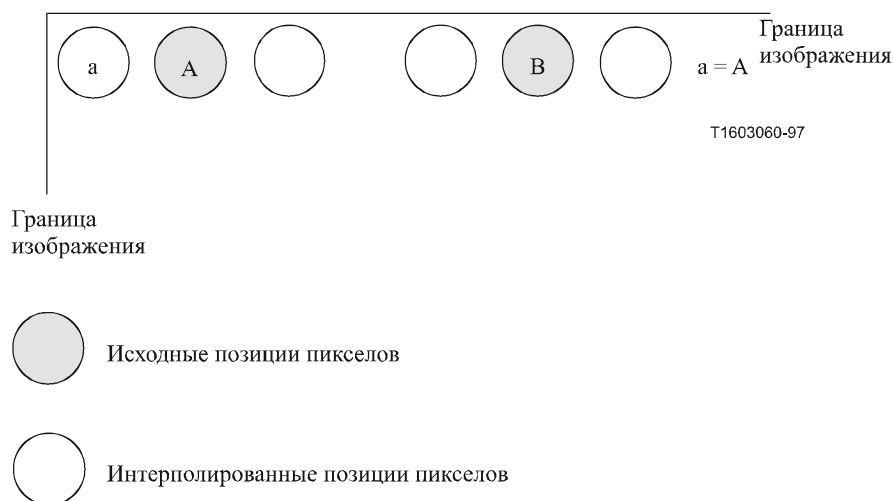 Граница
изображения
a A B a = A
T1603060-97
Граница
изображения
Исходные позиции пикселов
Интерполированные позиции пикселов